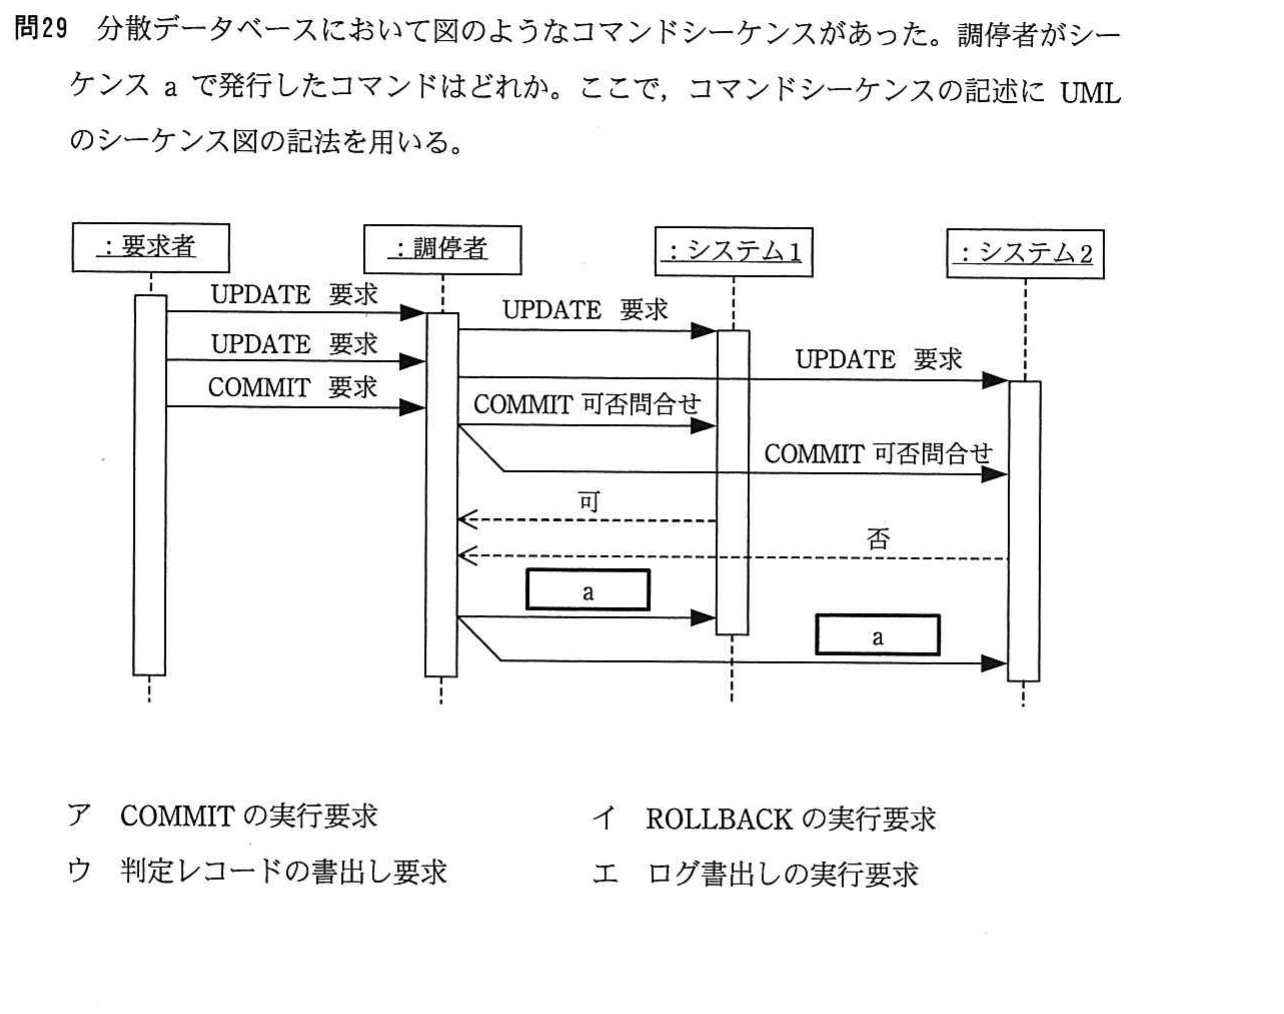 問29 分散データベースにおいて図のようなコマンドシーケンスがあった。調停者がシー
ケンス a で発行したコマンドはどれか。ここで，コマンドシーケンスの記述に UML
のシーケンス図の記法を用いる。
：要求者
：調停者
：システム1
：システム2
UPDATE 要求
UPDATE 要求
UPDATE 要求
UPDATE 要求
COMMIT 要求
COMMIT 可否問合せ
COMMIT 可否問合せ
可
否
a
a
ア COMMIT の実行要求
イ ROLLBACK の実行要求
ウ 判定レコードの書出し要求
エ ログ書出しの実行要求